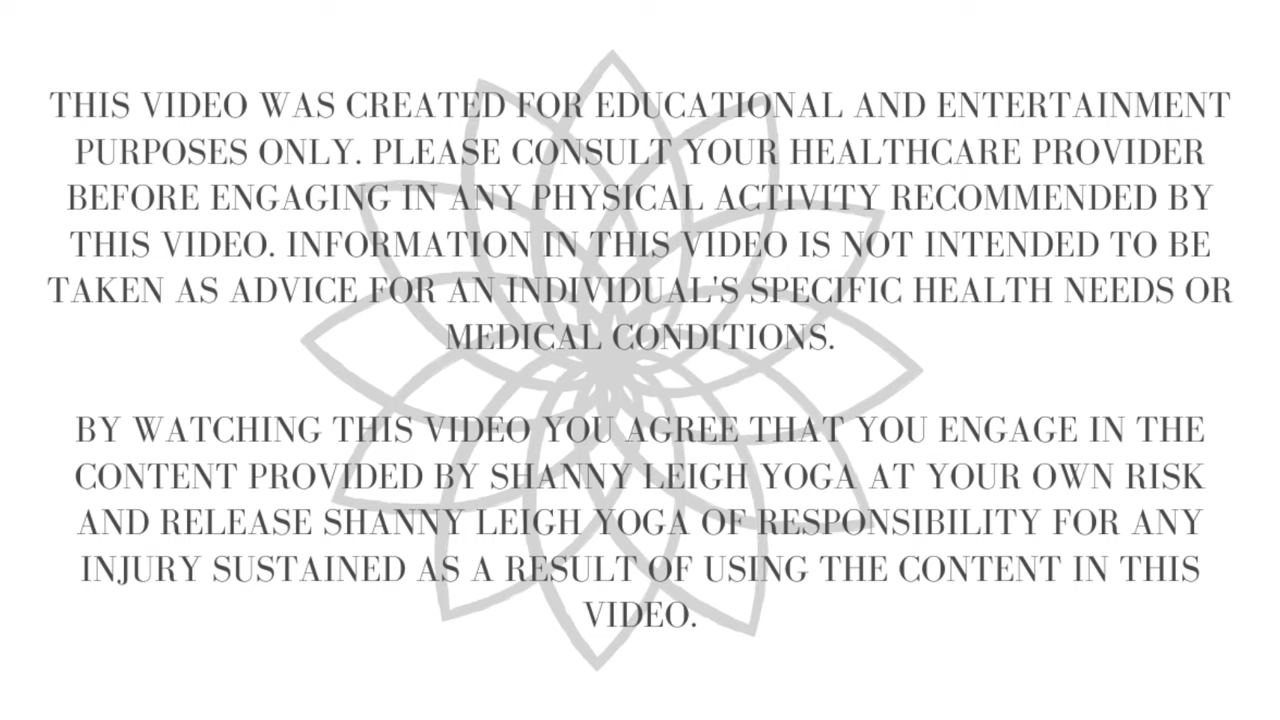 THIS VIDEO WAS CREATED FOR EDUCATIONAL AND ENTERTAINMENT
PURPOSES ONLY. PLEASE CONSULT YOUR HEALTHCARE PROVIDER
BEFORE ENGAGING IN ANY PHYSICAL ACTIVITY RECOMMENDED BY
THIS VIDEO. INFORMATION IN THIS VIDEO IS NOT INTENDED TO BE
TAKEN AS ADVICE FOR AN INDIVIDUAL'S SPECIFIC HEALTH NEEDS OR
MEDICAL CONDITIONS.
BY WATCHING THIS VIDEO YOU AGREE THAT YOU ENGAGE IN THE
CONTENT PROVIDED BY SHANNY LEIGH YOGA AT YOUR OWN RISK
AND RELEASE SHANNY LEIGH YOGA OF RESPONSIBILITY FOR ANY
INJURY SUSTAINED AS A RESULT OF USING THE CONTENT IN THIS
VIDEO.